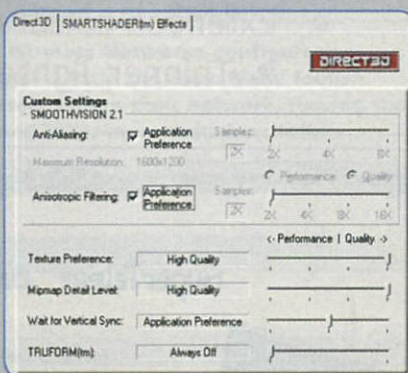 Direct3D SMARTSHADER(tm) Effects
DIRECT3D
Custom Settings
SMOOTHVISION 2.1
Anti-Aliasing: Application Preference Samples:
2X 2X 4X 6X
Maximum Resolution: 1600x1200
Performance Quality
Anisotropic Filtering: Application Preference Samples:
2X 2X 4X 8X 16X
<- Performance | Quality ->
Texture Preference: High Quality
Mipmap Detail Level: High Quality
Wait for Vertical Sync: Application Preference
TRUFORM(tm): Always Off